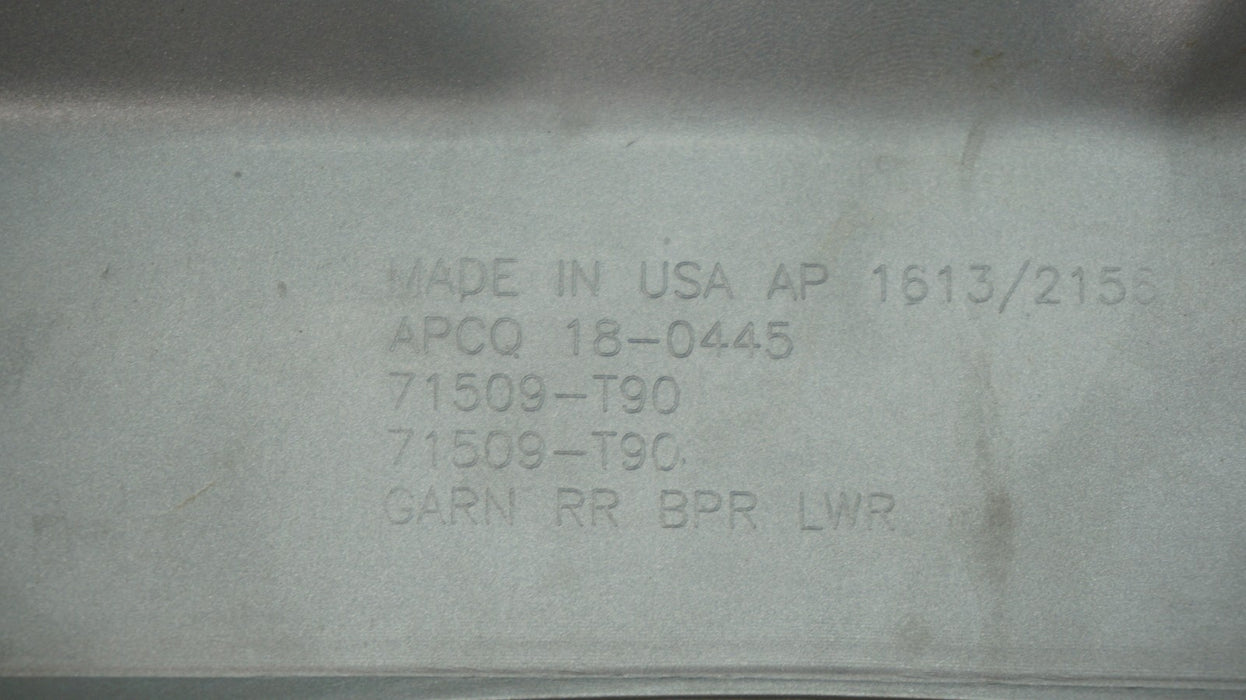 MADE IN USA AP 1613/2156
APCQ 18-0445
71509-T90
71509-T90
GARN RR BPR LWR